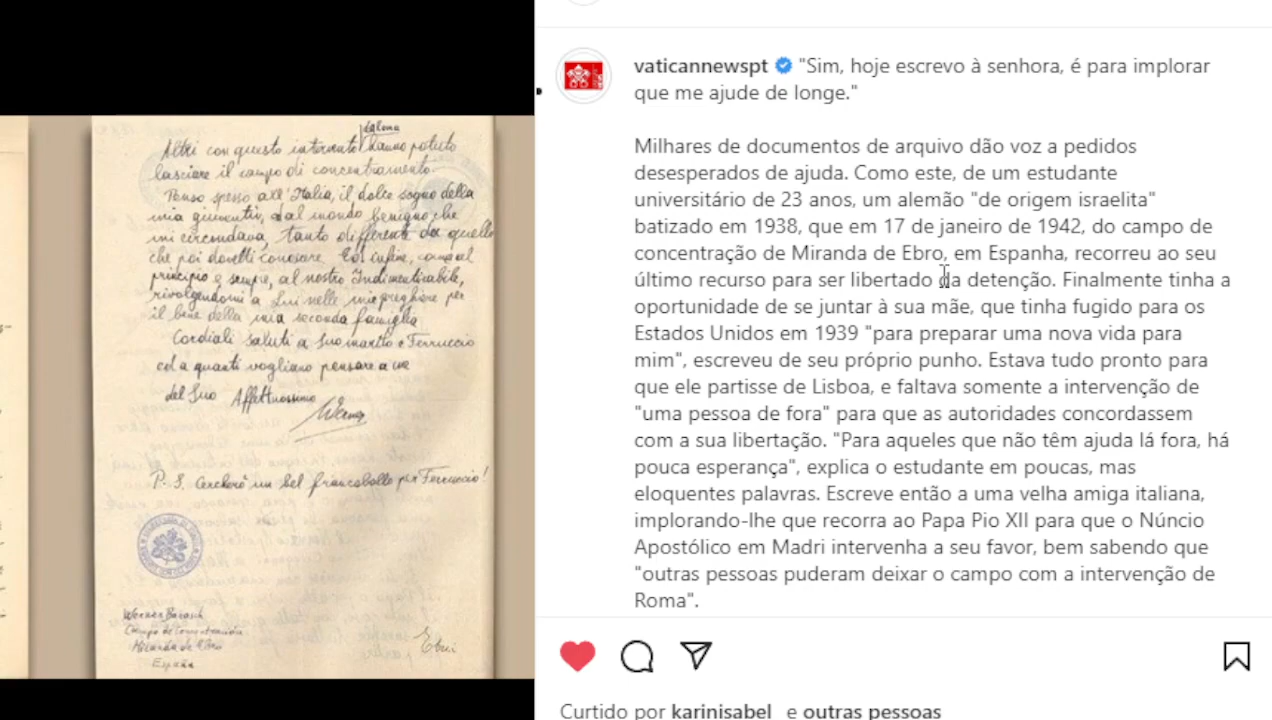 Altri con questo intervento hanno potuto
lasciare il campo di concentramento.
Penso spesso all'Italia, il dolce sogno della
mia gioventù, al mondo benigno che
mi circondava, tanto differente da quello
che poi dovetti conoscere. Ed infine, come al
principio e sempre, al nostro Indimenticabile,
rivolgendomi a Lui nelle mie preghiere per
il bene della mia seconda famiglia
Cordiali saluti a Suo marito e Ferruccio
ed a quanti vogliano pensare a me
del Suo Affettuosissimo
Werner
P. S. Cercherò un bel francobollo per Ferruccio!
Werner Barasch
Campo de Concentración
Miranda de Ebro
España
Ebrei
vaticannewspt "Sim, hoje escrevo à senhora, é para implorar
que me ajude de longe."
Milhares de documentos de arquivo dão voz a pedidos
desesperados de ajuda. Como este, de um estudante
universitário de 23 anos, um alemão "de origem israelita"
batizado em 1938, que em 17 de janeiro de 1942, do campo de
concentração de Miranda de Ebro, em Espanha, recorreu ao seu
último recurso para ser libertado da detenção. Finalmente tinha a
oportunidade de se juntar à sua mãe, que tinha fugido para os
Estados Unidos em 1939 "para preparar uma nova vida para
mim", escreveu de seu próprio punho. Estava tudo pronto para
que ele partisse de Lisboa, e faltava somente a intervenção de
"uma pessoa de fora" para que as autoridades concordassem
com a sua libertação. "Para aqueles que não têm ajuda lá fora, há
pouca esperança", explica o estudante em poucas, mas
eloquentes palavras. Escreve então a uma velha amiga italiana,
implorando-lhe que recorra ao Papa Pio XII para que o Núncio
Apostólico em Madri intervenha a seu favor, bem sabendo que
"outras pessoas puderam deixar o campo com a intervenção de
Roma".
Curtido por karinisabel e outras pessoas